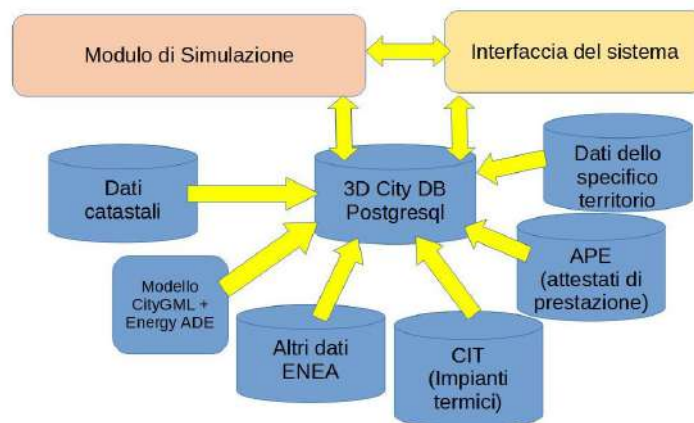 Modulo di Simulazione
Interfaccia del sistema
Dati
catastali
3D City DB
Postgresql
Dati dello
specifico
territorio
Modello
CityGML +
Energy ADE
Altri dati
ENEA
CIT
(Impianti
termici)
APE
(attestati di
prestazione)